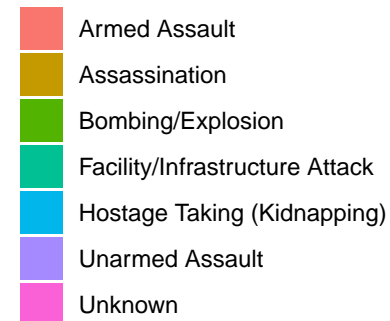 Armed Assault
Assassination
Bombing/Explosion
Facility/Infrastructure Attack
Hostage Taking (Kidnapping)
Unarmed Assault
Unknown